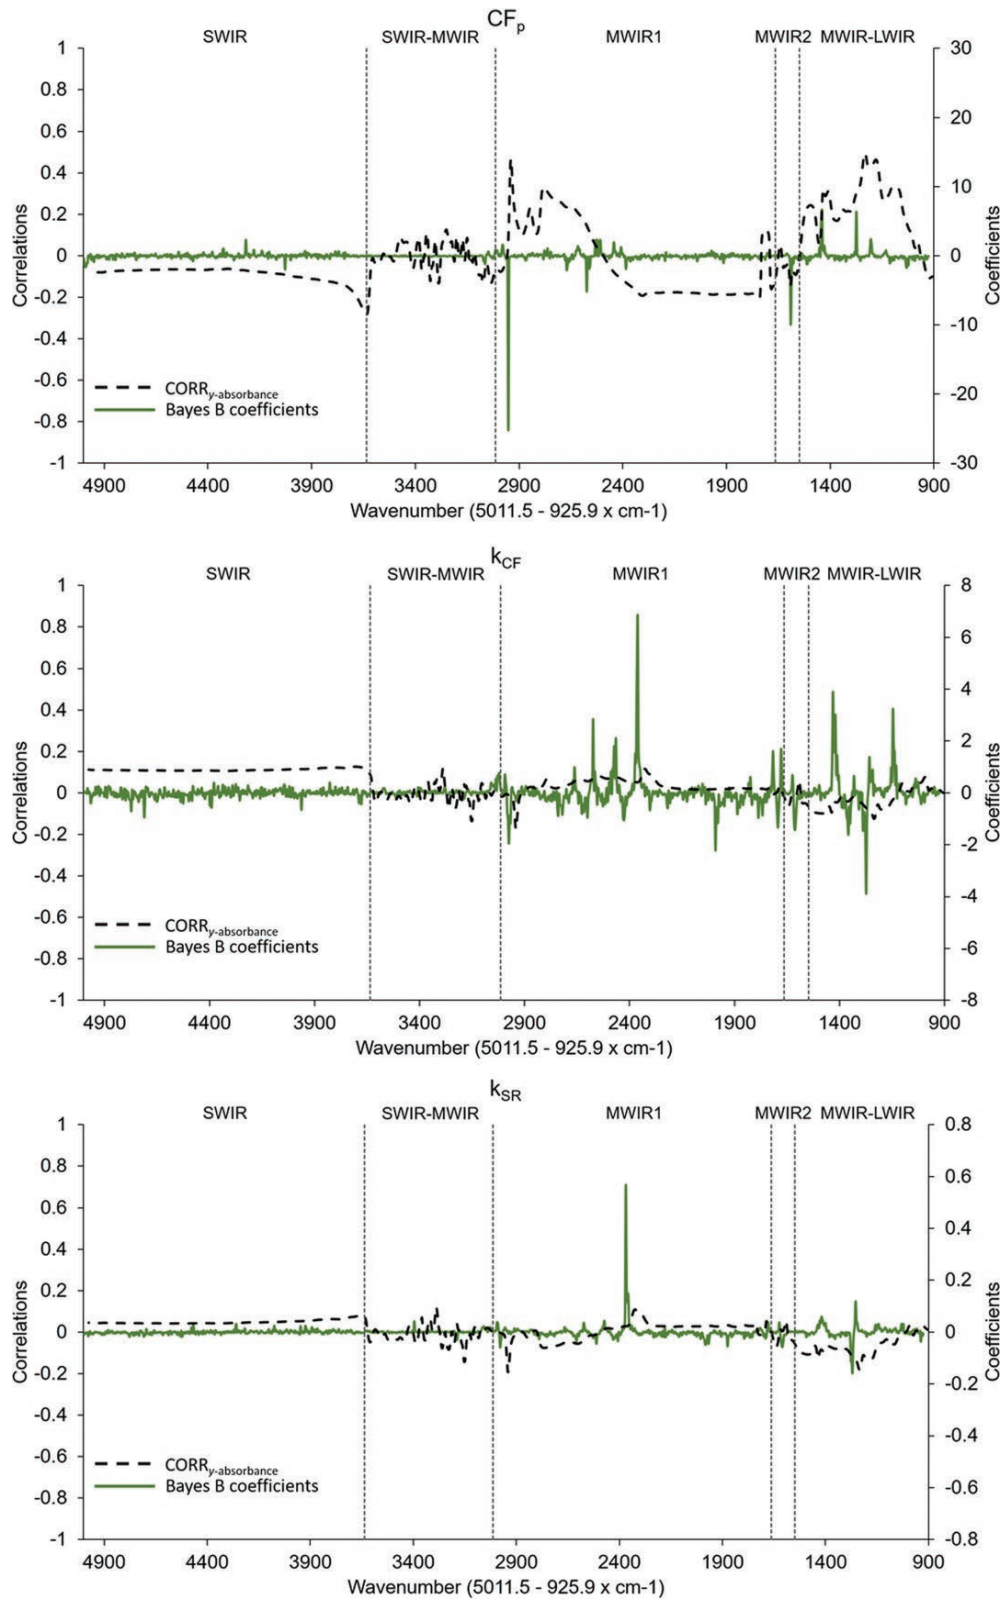 CFp
SWIR SWIR-MWIR MWIR1 MWIR2 MWIR-LWIR
1 30
0.8
0.6 20
0.4 10
0.2
0 0
-0.2
-0.4 -10
-0.6 -20
-0.8
-1 -30
Correlations
Coefficients
CORRy-absorbance
Bayes B coefficients
4900 4400 3900 3400 2900 2400 1900 1400 900
Wavenumber (5011.5 - 925.9 x cm-1)
kCF
SWIR SWIR-MWIR MWIR1 MWIR2 MWIR-LWIR
1 8
0.8 6
0.6
0.4 4
0.2 2
0 0
-0.2 -2
-0.4 -4
-0.6
-0.8 -6
-1 -8
Correlations
Coefficients
CORRy-absorbance
Bayes B coefficients
4900 4400 3900 3400 2900 2400 1900 1400 900
Wavenumber (5011.5 - 925.9 x cm-1)
kSR
SWIR SWIR-MWIR MWIR1 MWIR2 MWIR-LWIR
1 0.8
0.8 0.6
0.6
0.4 0.4
0.2 0.2
0 0
-0.2 -0.2
-0.4 -0.4
-0.6
-0.8 -0.6
-1 -0.8
Correlations
Coefficients
CORRy-absorbance
Bayes B coefficients
4900 4400 3900 3400 2900 2400 1900 1400 900
Wavenumber (5011.5 - 925.9 x cm-1)